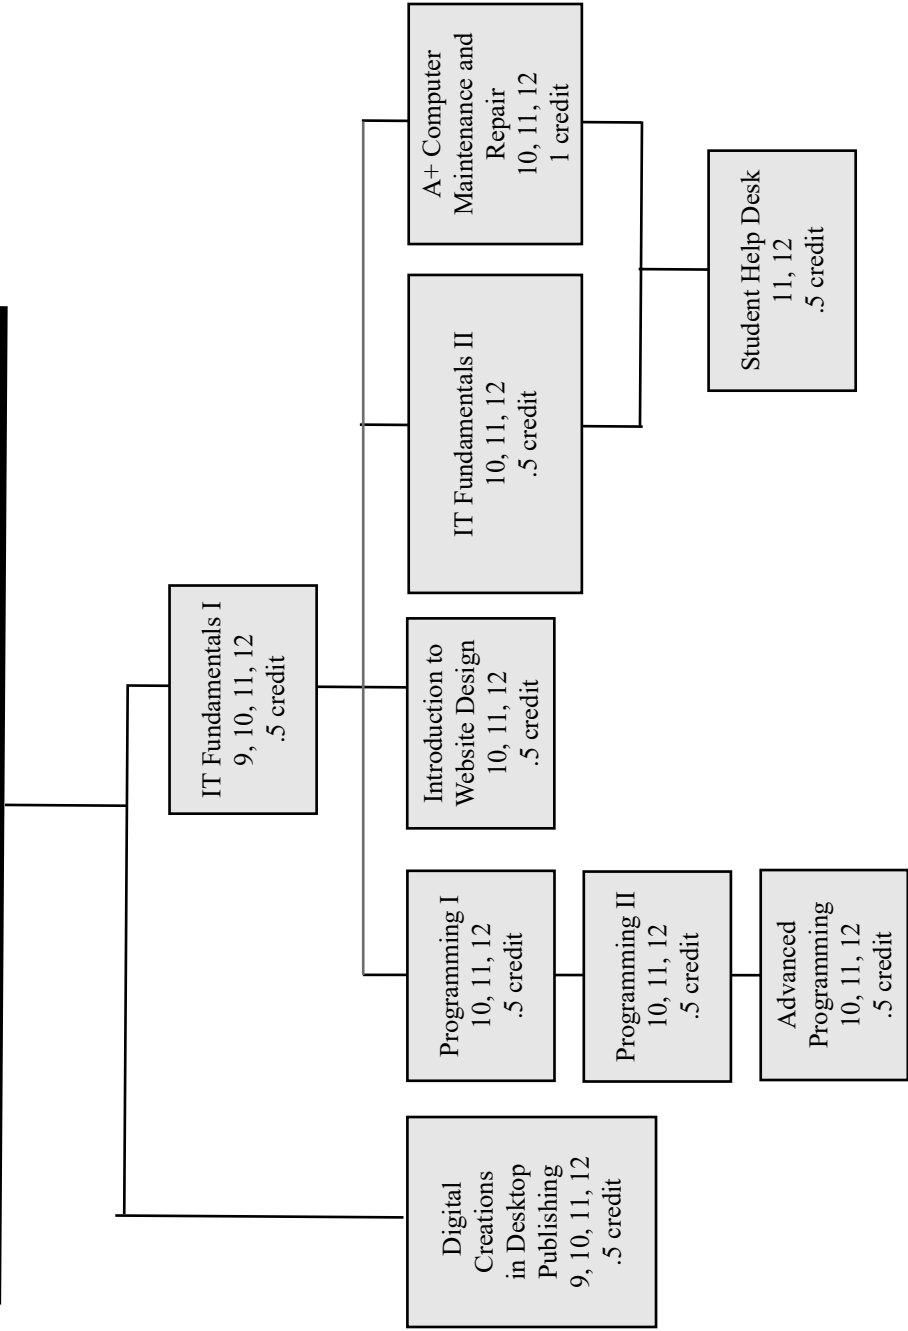 IT Fundamentals I
9, 10, 11, 12
.5 credit
Digital
Creations
in Desktop
Publishing
9, 10, 11, 12
.5 credit
Programming I
10, 11, 12
.5 credit
Introduction to
Website Design
10, 11, 12
.5 credit
IT Fundamentals II
10, 11, 12
.5 credit
A+ Computer
Maintenance and
Repair
10, 11, 12
1 credit
Programming II
10, 11, 12
.5 credit
Student Help Desk
11, 12
.5 credit
Advanced
Programming
10, 11, 12
.5 credit